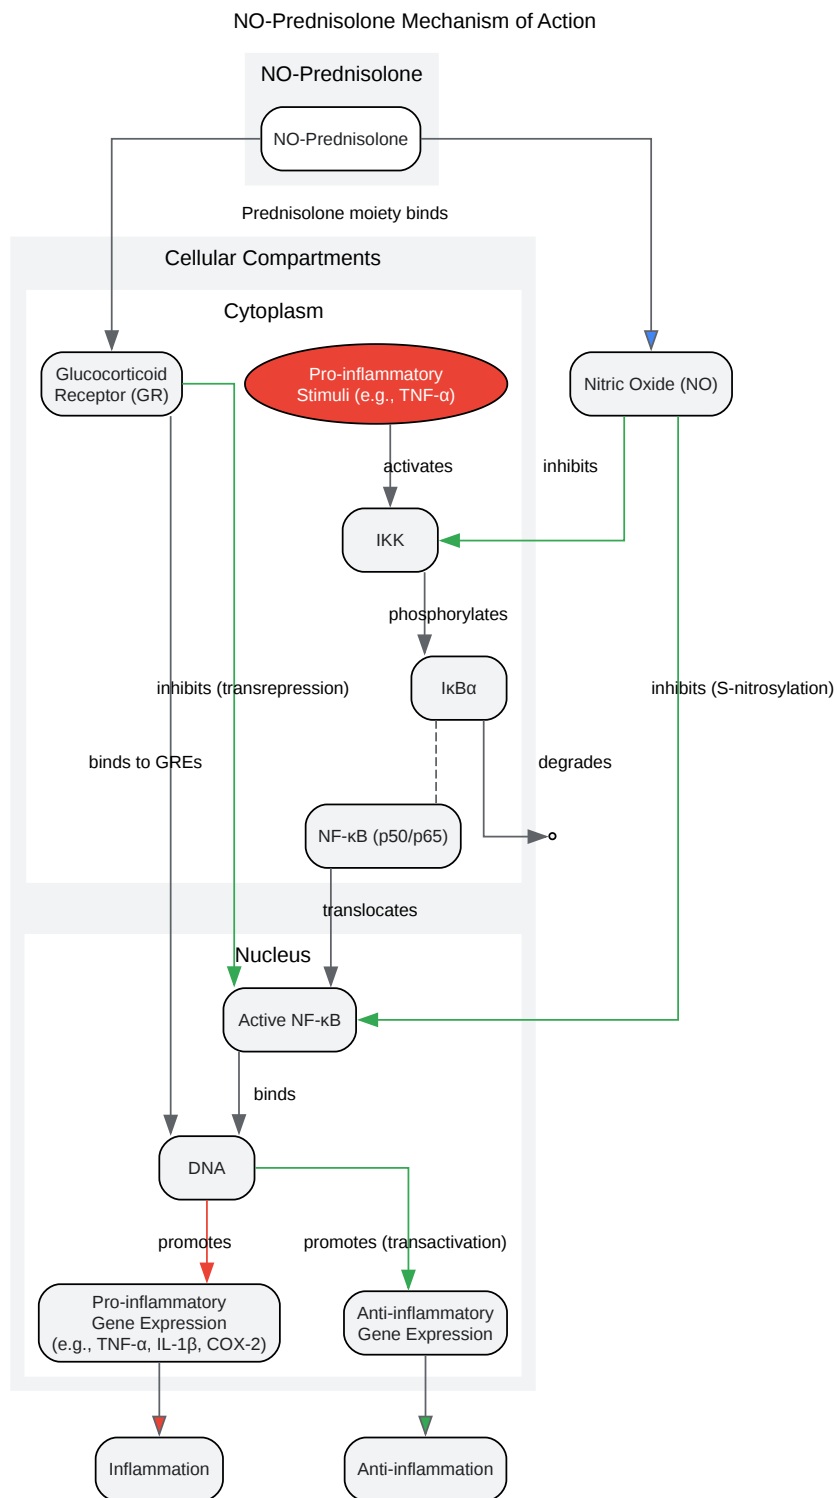 NO-Prednisolone Mechanism of Action
NO-Prednisolone
NO-Prednisolone
Prednisolone moiety binds
Cellular Compartments
Cytoplasm
Glucocorticoid
Receptor (GR)
Pro-inflammatory
Stimuli (e.g., TNF-α)
Nitric Oxide (NO)
activates
inhibits
IKK
phosphorylates
IκBα
inhibits (transrepression)
inhibits (S-nitrosylation)
binds to GREs
degrades
NF-κB (p50/p65)
translocates
Nucleus
Active NF-κB
binds
DNA
promotes
promotes (transactivation)
Pro-inflammatory
Gene Expression
(e.g., TNF-α, IL-1β, COX-2)
Anti-inflammatory
Gene Expression
Inflammation
Anti-inflammation